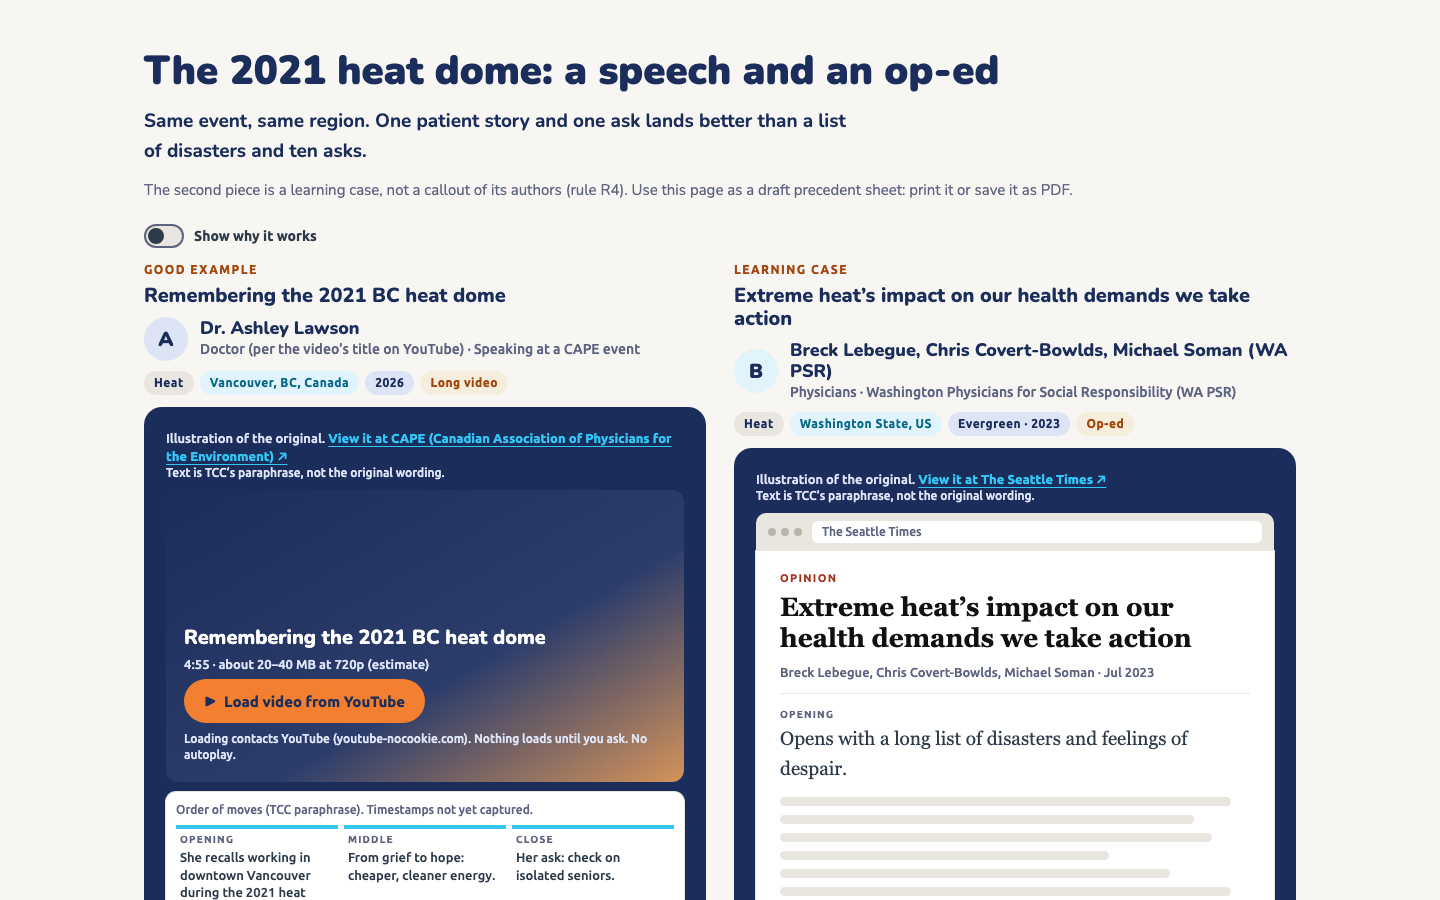 The 2021 heat dome: a speech and an op-ed
Same event, same region. One patient story and one ask lands better than a list
of disasters and ten asks.
The second piece is a learning case, not a callout of its authors (rule R4). Use this page as a draft precedent sheet: print it or save it as PDF.
Show why it works
GOOD EXAMPLE
Remembering the 2021 BC heat dome
A
Dr. Ashley Lawson
Doctor (per the video's title on YouTube) · Speaking at a CAPE event
Heat
Vancouver, BC, Canada
2026
Long video
Illustration of the original. View it at CAPE (Canadian Association of Physicians for
the Environment) ↗
Text is TCC's paraphrase, not the original wording.
Remembering the 2021 BC heat dome
4:55 · about 20–40 MB at 720p (estimate)
▶ Load video from YouTube
Loading contacts YouTube (youtube-nocookie.com). Nothing loads until you ask. No
autoplay.
Order of moves (TCC paraphrase). Timestamps not yet captured.
OPENING
She recalls working in
downtown Vancouver
during the 2021 heat
MIDDLE
From grief to hope:
cheaper, cleaner energy.
CLOSE
Her ask: check on
isolated seniors.
LEARNING CASE
Extreme heat’s impact on our health demands we take
action
B
Breck Lebegue, Chris Covert-Bowlds, Michael Soman (WA
PSR)
Physicians · Washington Physicians for Social Responsibility (WA PSR)
Heat
Washington State, US
Evergreen · 2023
Op-ed
Illustration of the original. View it at The Seattle Times ↗
Text is TCC's paraphrase, not the original wording.
The Seattle Times
OPINION
Extreme heat’s impact on our
health demands we take action
Breck Lebegue, Chris Covert-Bowlds, Michael Soman · Jul 2023
OPENING
Opens with a long list of disasters and feelings of
despair.